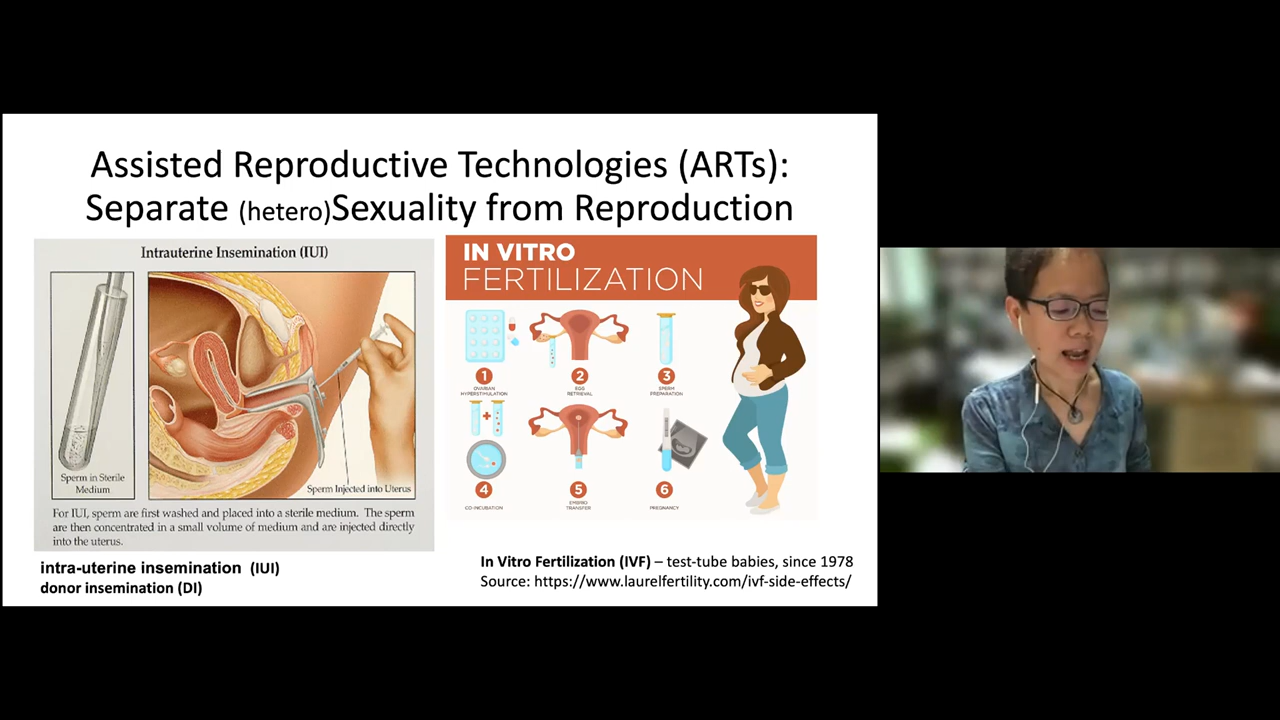 Assisted Reproductive Technologies (ARTs):
Separate (hetero)Sexuality from Reproduction
Intrauterine Insemination (IUI)
Sperm in Sterile
Medium
Sperm Injected into Uterus
For IUI, sperm are first washed and placed into a sterile medium. The sperm
are then concentrated in a small volume of medium and are injected directly
into the uterus.
intra-uterine insemination (IUI)
donor insemination (DI)
IN VITRO
FERTILIZATION
1
OVARIAN
HYPERSTIMULATION
2
EGG
RETRIEVAL
3
SPERM
PREPARATION
4
CO-INCUBATION
5
EMBRIO
TRANSFER
6
PREGNANCY
In Vitro Fertilization (IVF) – test-tube babies, since 1978
Source: https://www.laurelfertility.com/ivf-side-effects/